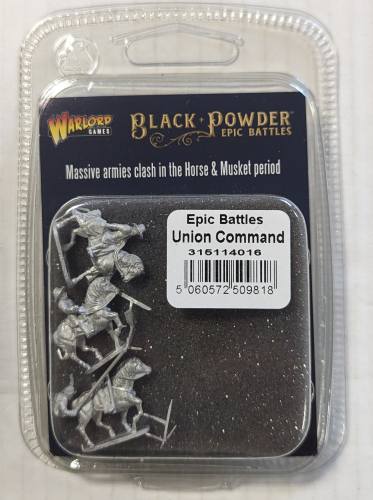 WARLORD
GAMES
BLACK POWDER
EPIC BATTLES
Massive armies clash in the Horse & Musket period
Epic Battles
Union Command
315114016
5 060572 509818